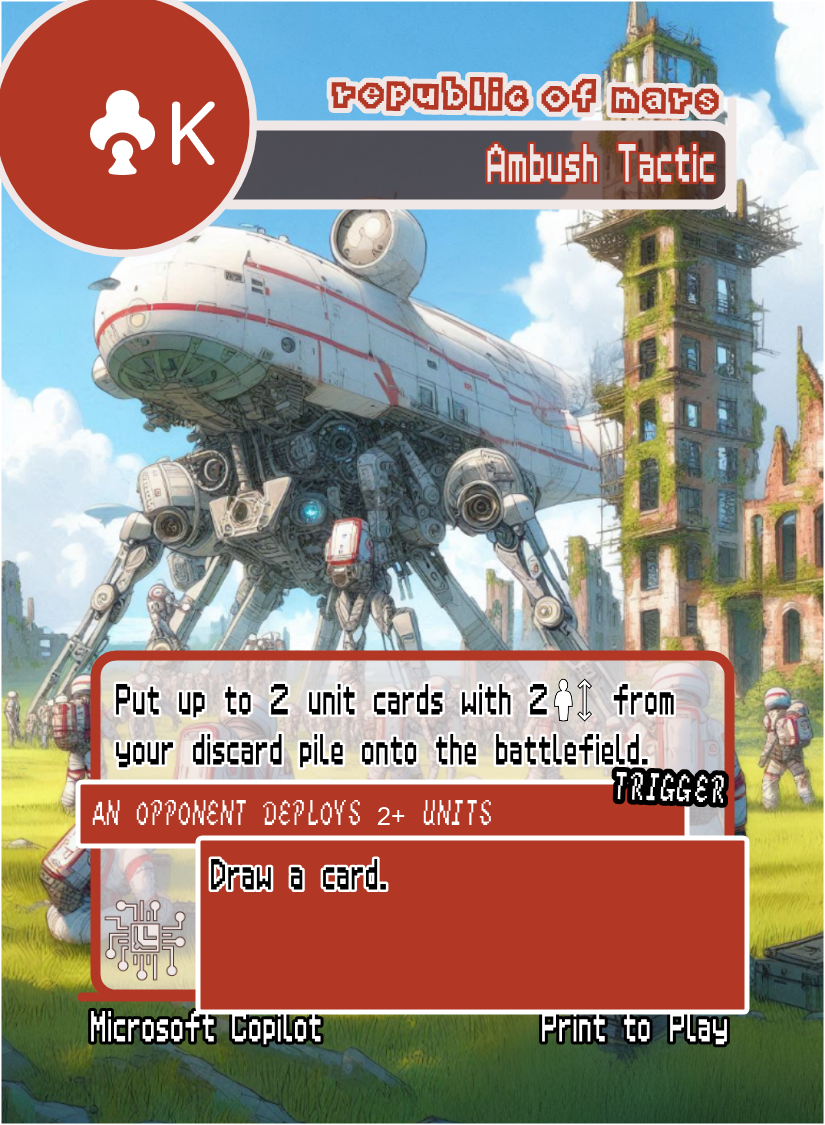 ♣K
republic of mars
Ambush Tactic
Put up to 2 unit cards with 2 ↕ from
your discard pile onto the battlefield.
TRIGGER
AN OPPONENT DEPLOYS 2+ UNITS
Draw a card.
Microsoft Copilot
Print to Play